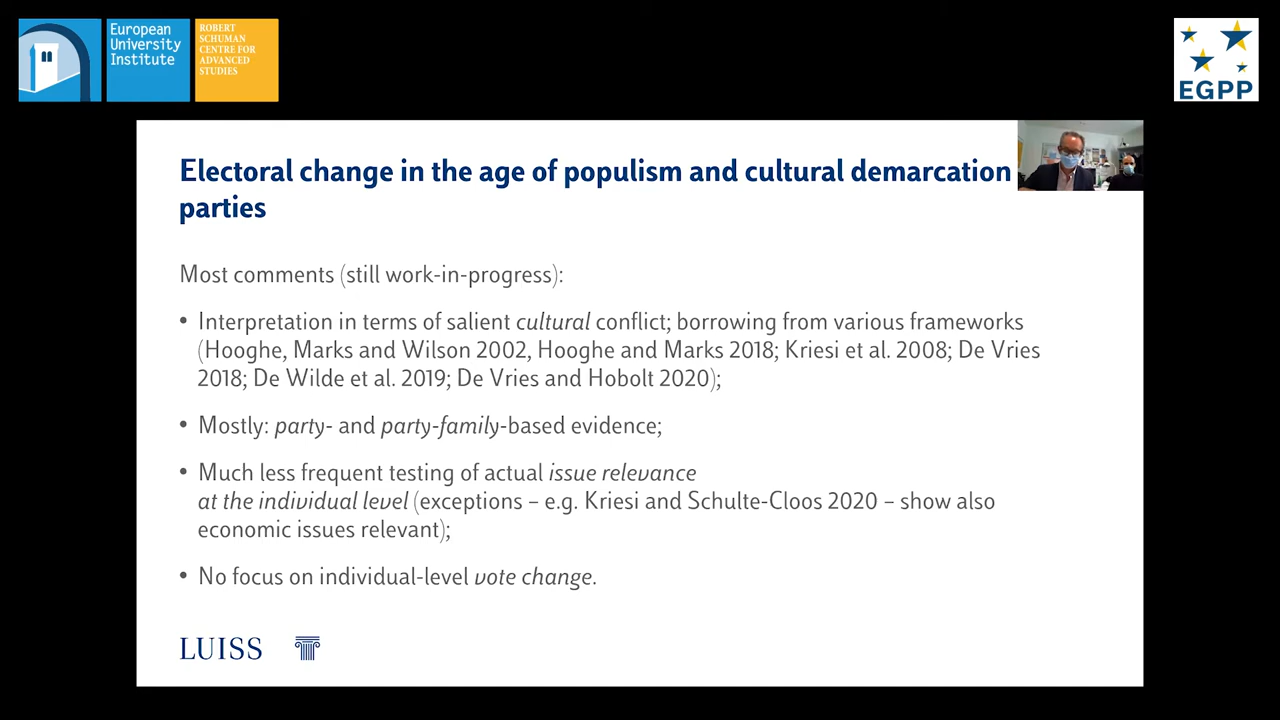 European
University
Institute
ROBERT
SCHUMAN
CENTRE FOR
ADVANCED
STUDIES
EGPP
Electoral change in the age of populism and cultural demarcation
parties
Most comments (still work-in-progress):
• Interpretation in terms of salient cultural conflict; borrowing from various frameworks
(Hooghe, Marks and Wilson 2002, Hooghe and Marks 2018; Kriesi et al. 2008; De Vries
2018; De Wilde et al. 2019; De Vries and Hobolt 2020);
• Mostly: party- and party-family-based evidence;
• Much less frequent testing of actual issue relevance
at the individual level (exceptions – e.g. Kriesi and Schulte-Cloos 2020 – show also
economic issues relevant);
• No focus on individual-level vote change.
LUISS